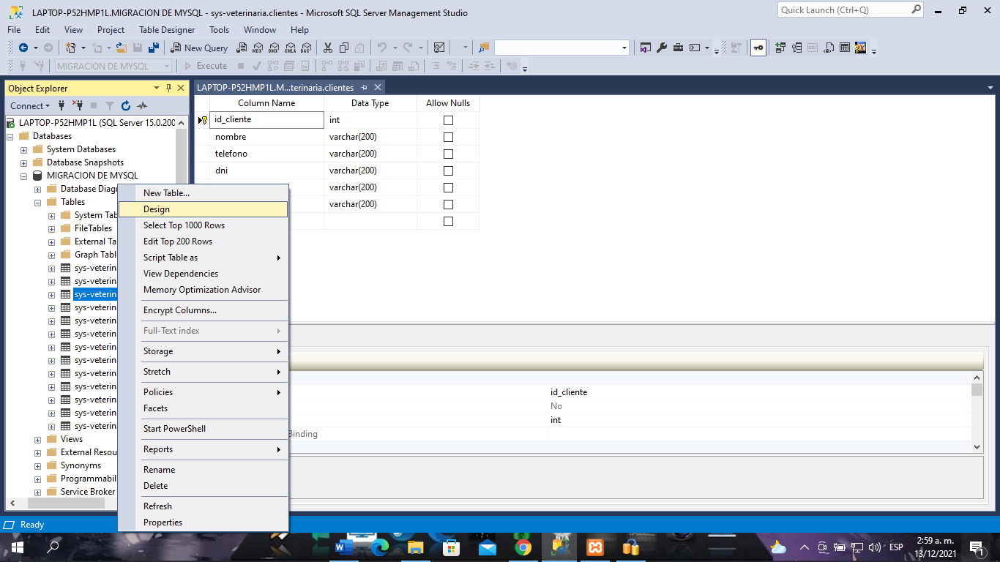 LAPTOP-P52HMP1L.MIGRACION DE MYSQL - sys-veterinaria.clientes - Microsoft SQL Server Management Studio
Quick Launch (Ctrl+Q)
File Edit View Project Table Designer Tools Window Help
New Query
MDX DMX XMLA DAX
MIGRACION DE MYSQL
Execute
Object Explorer
Connect
LAPTOP-P52HMP1L (SQL Server 15.0.200
Databases
System Databases
Database Snapshots
MIGRACION DE MYSQL
Database Diagr
Tables
System Tab
FileTables
External Ta
Graph Tabl
sys-veterin
sys-veterin
sys-veterin
sys-veterin
sys-veterin
sys-veterin
sys-veterin
sys-veterin
sys-veterin
sys-veterin
sys-veterin
sys-veterin
sys-veterin
Views
External Resou
Synonyms
Programmabil
Service Broker
LAPTOP-P52HMP1L.M...terinaria.clientes
Column Name Data Type Allow Nulls
id_cliente int
nombre varchar(200)
telefono varchar(200)
dni varchar(200)
varchar(200)
varchar(200)
New Table...
Design
Select Top 1000 Rows
Edit Top 200 Rows
Script Table as
View Dependencies
Memory Optimization Advisor
Encrypt Columns...
Full-Text index
Storage
Stretch
Policies
Facets
Start PowerShell
Reports
Rename
Delete
Refresh
Properties
id_cliente
No
int
Binding
Ready
ESP
2:59 a. m.
13/12/2021
1